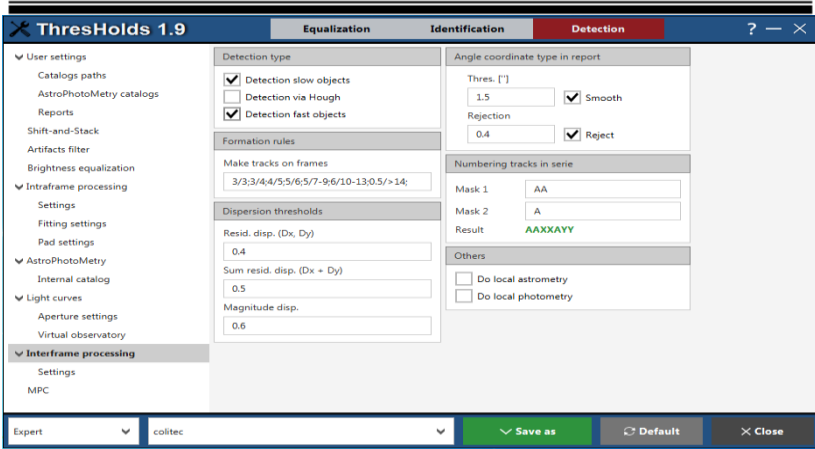 ThresHolds 1.9
Equalization
Identification
Detection
?
User settings
Catalogs paths
AstroPhotoMetry catalogs
Reports
Shift-and-Stack
Artifacts filter
Brightness equalization
Intraframe processing
Settings
Fitting settings
Pad settings
AstroPhotoMetry
Internal catalog
Light curves
Aperture settings
Virtual observatory
Interframe processing
Settings
MPC
Detection type
Detection slow objects
Detection via Hough
Detection fast objects
Formation rules
Make tracks on frames
3/3;3/4;4/5;5/6;5/7-9;6/10-13;0.5/>14;
Dispersion thresholds
Resid. disp. (Dx, Dy)
0.4
Sum resid. disp. (Dx + Dy)
0.5
Magnitude disp.
0.6
Angle coordinate type in report
Thres. ["]
1.5
Smooth
Rejection
0.4
Reject
Numbering tracks in serie
Mask 1
AA
Mask 2
A
Result
AAXXAYY
Others
Do local astrometry
Do local photometry
Expert
colitec
Save as
Default
Close